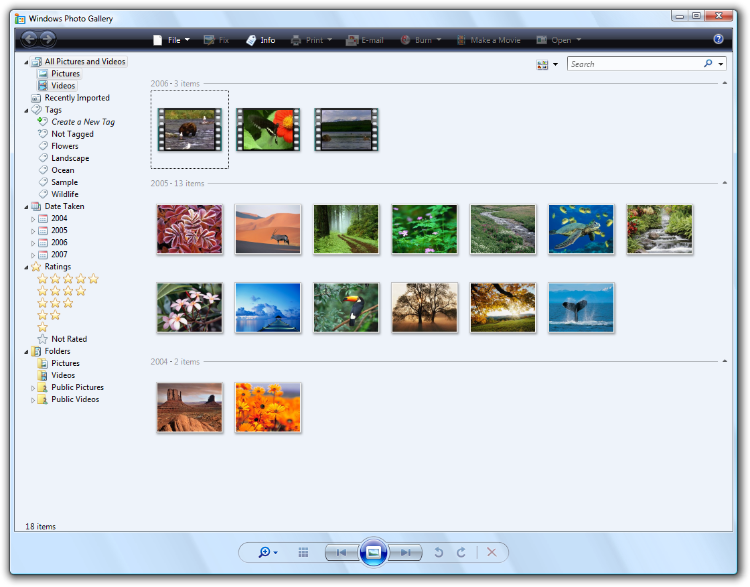 Windows Photo Gallery
File Fix Info Print E-mail Burn Make a Movie Open
Search
All Pictures and Videos
Pictures
Videos
Recently Imported
Tags
Create a New Tag
Not Tagged
Flowers
Landscape
Ocean
Sample
Wildlife
Date Taken
2004
2005
2006
2007
Ratings
Not Rated
Folders
Pictures
Videos
Public Pictures
Public Videos
2006 - 3 items
2005 - 13 items
2004 - 2 items
18 items